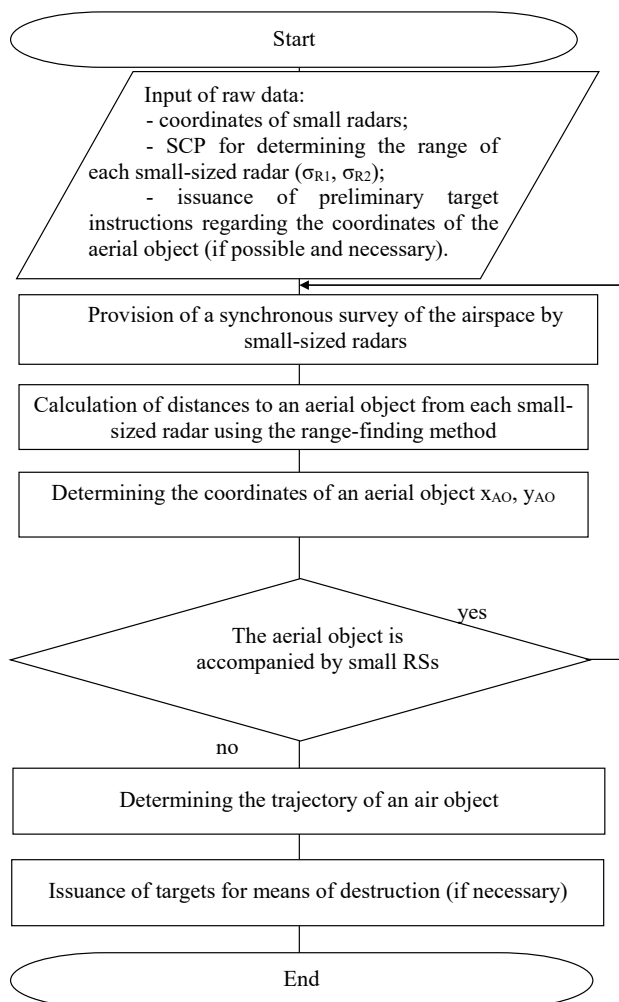 Start
Input of raw data:
- coordinates of small radars;
- SCP for determining the range of
each small-sized radar (σR1, σR2);
- issuance of preliminary target
instructions regarding the coordinates of the
aerial object (if possible and necessary).
Provision of a synchronous survey of the airspace by
small-sized radars
Calculation of distances to an aerial object from each small-
sized radar using the range-finding method
Determining the coordinates of an aerial object xAO, yAO
yes
The aerial object is
accompanied by small RSs
no
Determining the trajectory of an air object
Issuance of targets for means of destruction (if necessary)
End